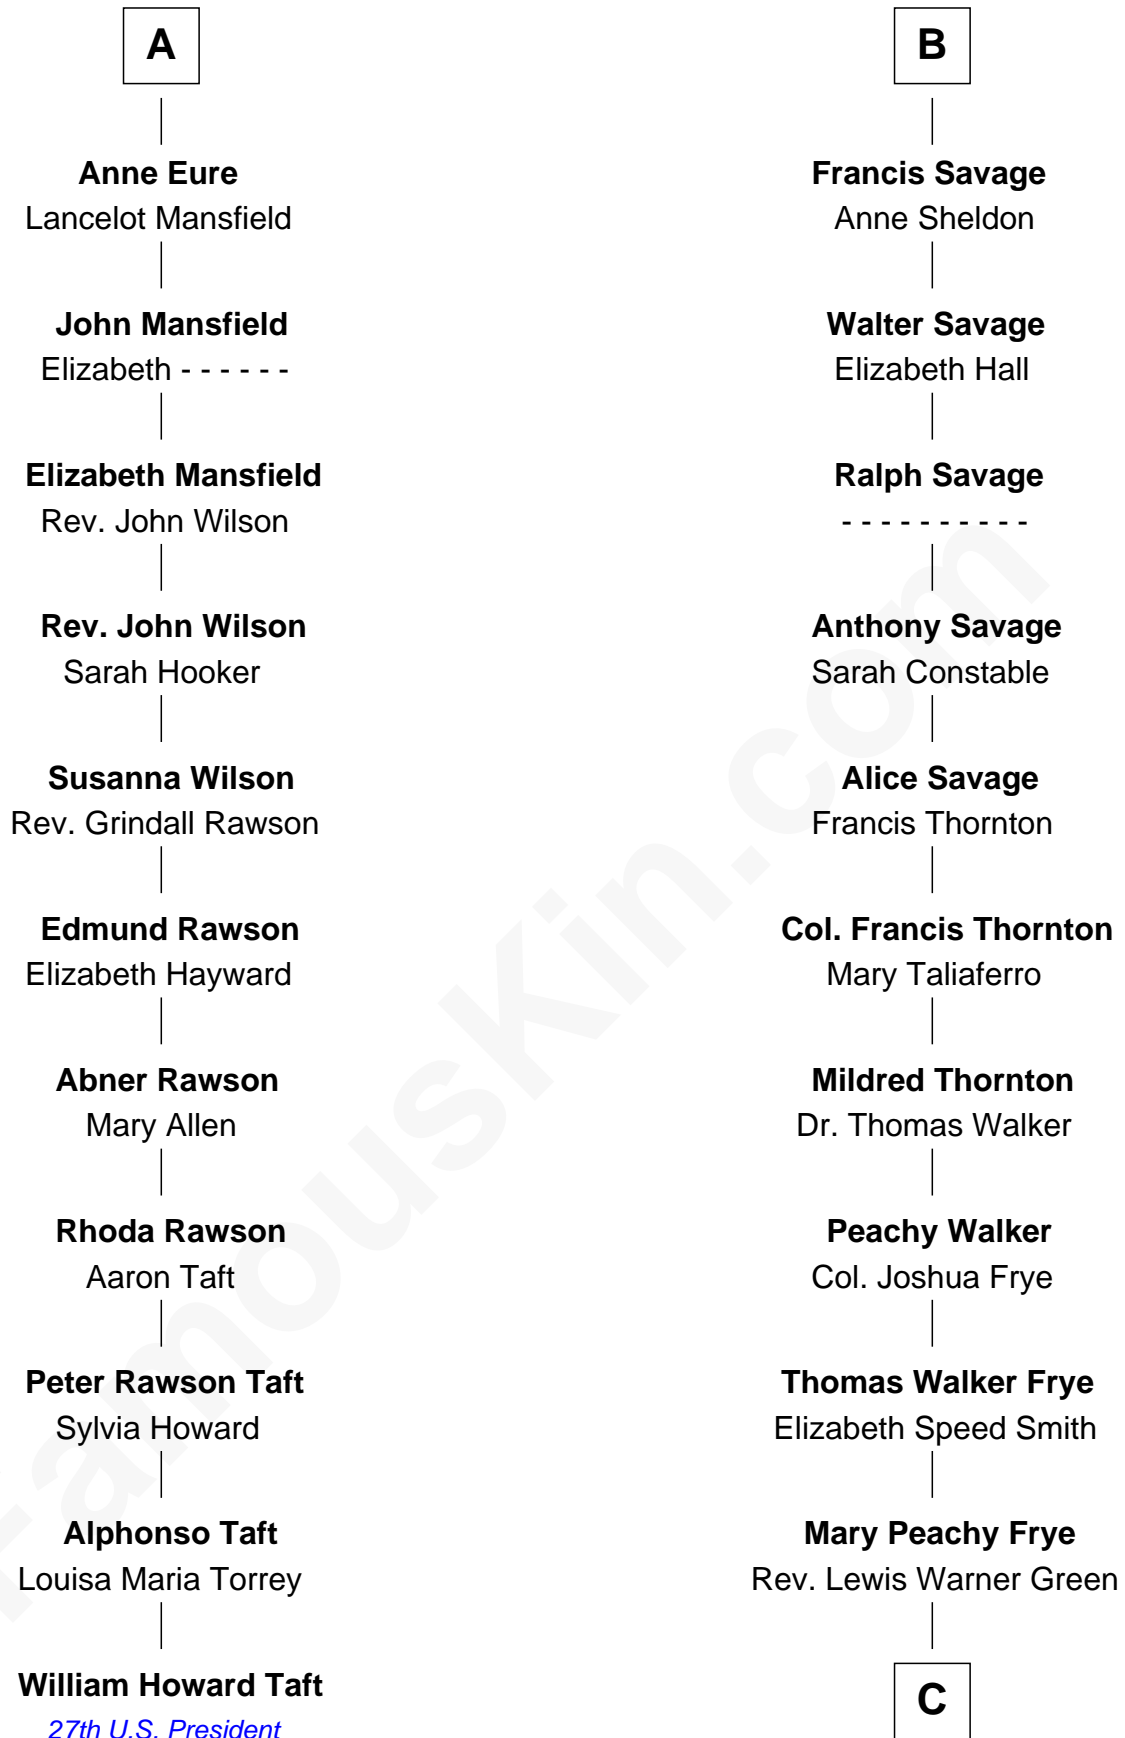 A
Anne Eure
Lancelot Mansfield
John Mansfield
Elizabeth - - - - - -
Elizabeth Mansfield
Rev. John Wilson
Rev. John Wilson
Sarah Hooker
Susanna Wilson
Rev. Grindall Rawson
Edmund Rawson
Elizabeth Hayward
Abner Rawson
Mary Allen
Rhoda Rawson
Aaron Taft
Peter Rawson Taft
Sylvia Howard
Alphonso Taft
Louisa Maria Torrey
William Howard Taft
27th U.S. President
B
Francis Savage
Anne Sheldon
Walter Savage
Elizabeth Hall
Ralph Savage
- - - - - - - - - -
Anthony Savage
Sarah Constable
Alice Savage
Francis Thornton
Col. Francis Thornton
Mary Taliaferro
Mildred Thornton
Dr. Thomas Walker
Peachy Walker
Col. Joshua Frye
Thomas Walker Frye
Elizabeth Speed Smith
Mary Peachy Frye
Rev. Lewis Warner Green
C
FamousKin.com